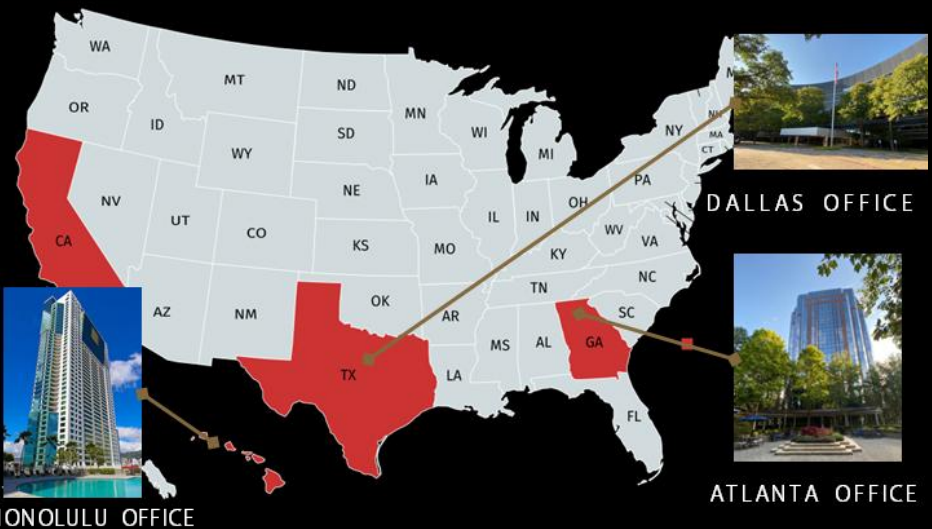 WA
MT
ND
MN
OR
ID
SD
WI
MI
NY
NH
MA
CT
WY
IA
PA
NE
NV
UT
CO
IL
IN
OH
WV
VA
CA
KS
MO
KY
NC
AZ
NM
OK
AR
TN
SC
MS
AL
GA
TX
LA
FL
DALLAS OFFICE
ATLANTA OFFICE
HONOLULU OFFICE